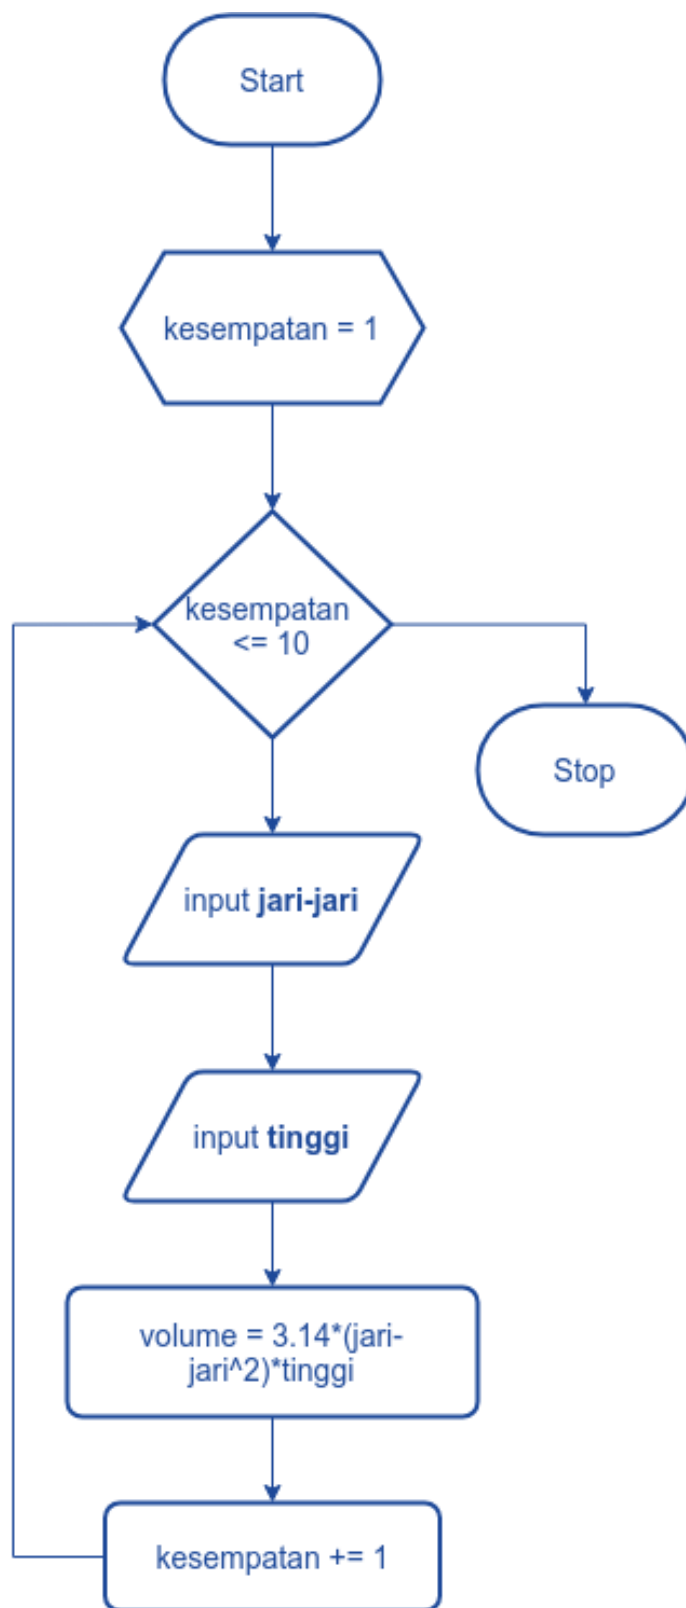 Start
kesempatan = 1
kesempatan
<= 10
Stop
input jari-jari
input tinggi
volume = 3.14*(jari-
jari^2)*tinggi
kesempatan += 1